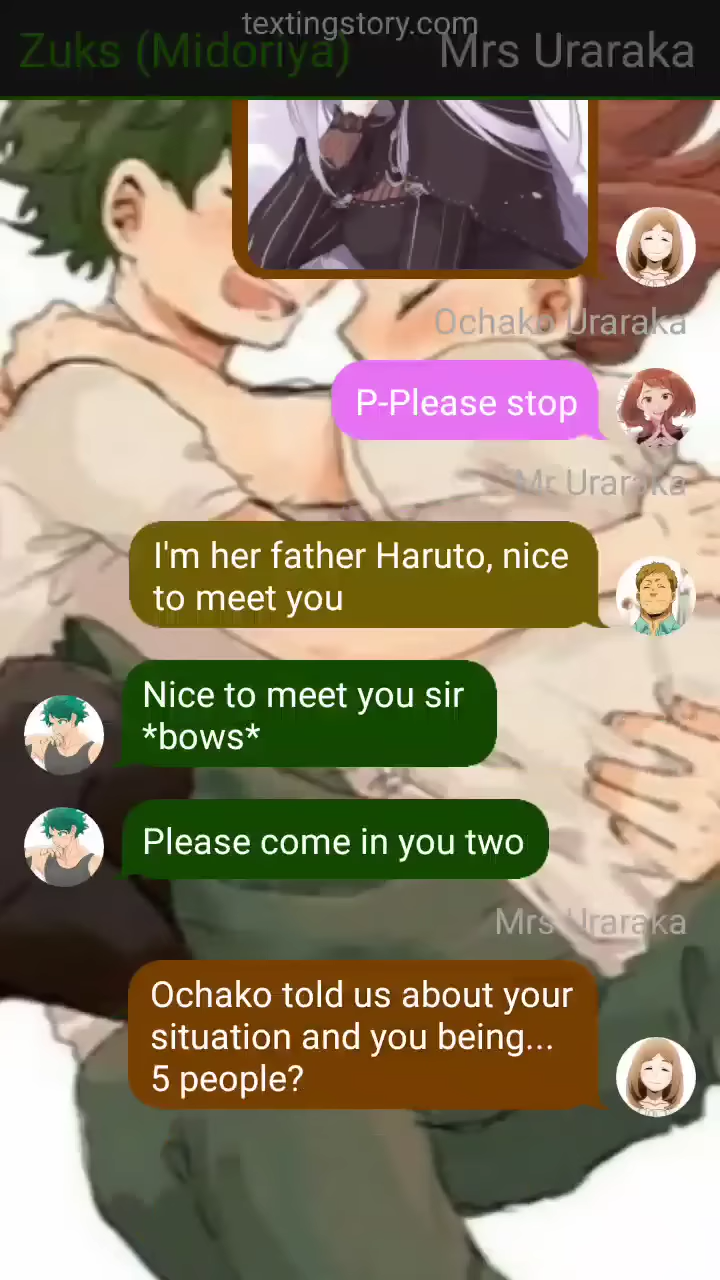 textingstory.com
Zuks (Midoriya)
Mrs Uraraka
Ochako Uraraka
P-Please stop
Mr Uraraka
I'm her father Haruto, nice
to meet you
Nice to meet you sir
*bows*
Please come in you two
Mrs Uraraka
Ochako told us about your
situation and you being...
5 people?